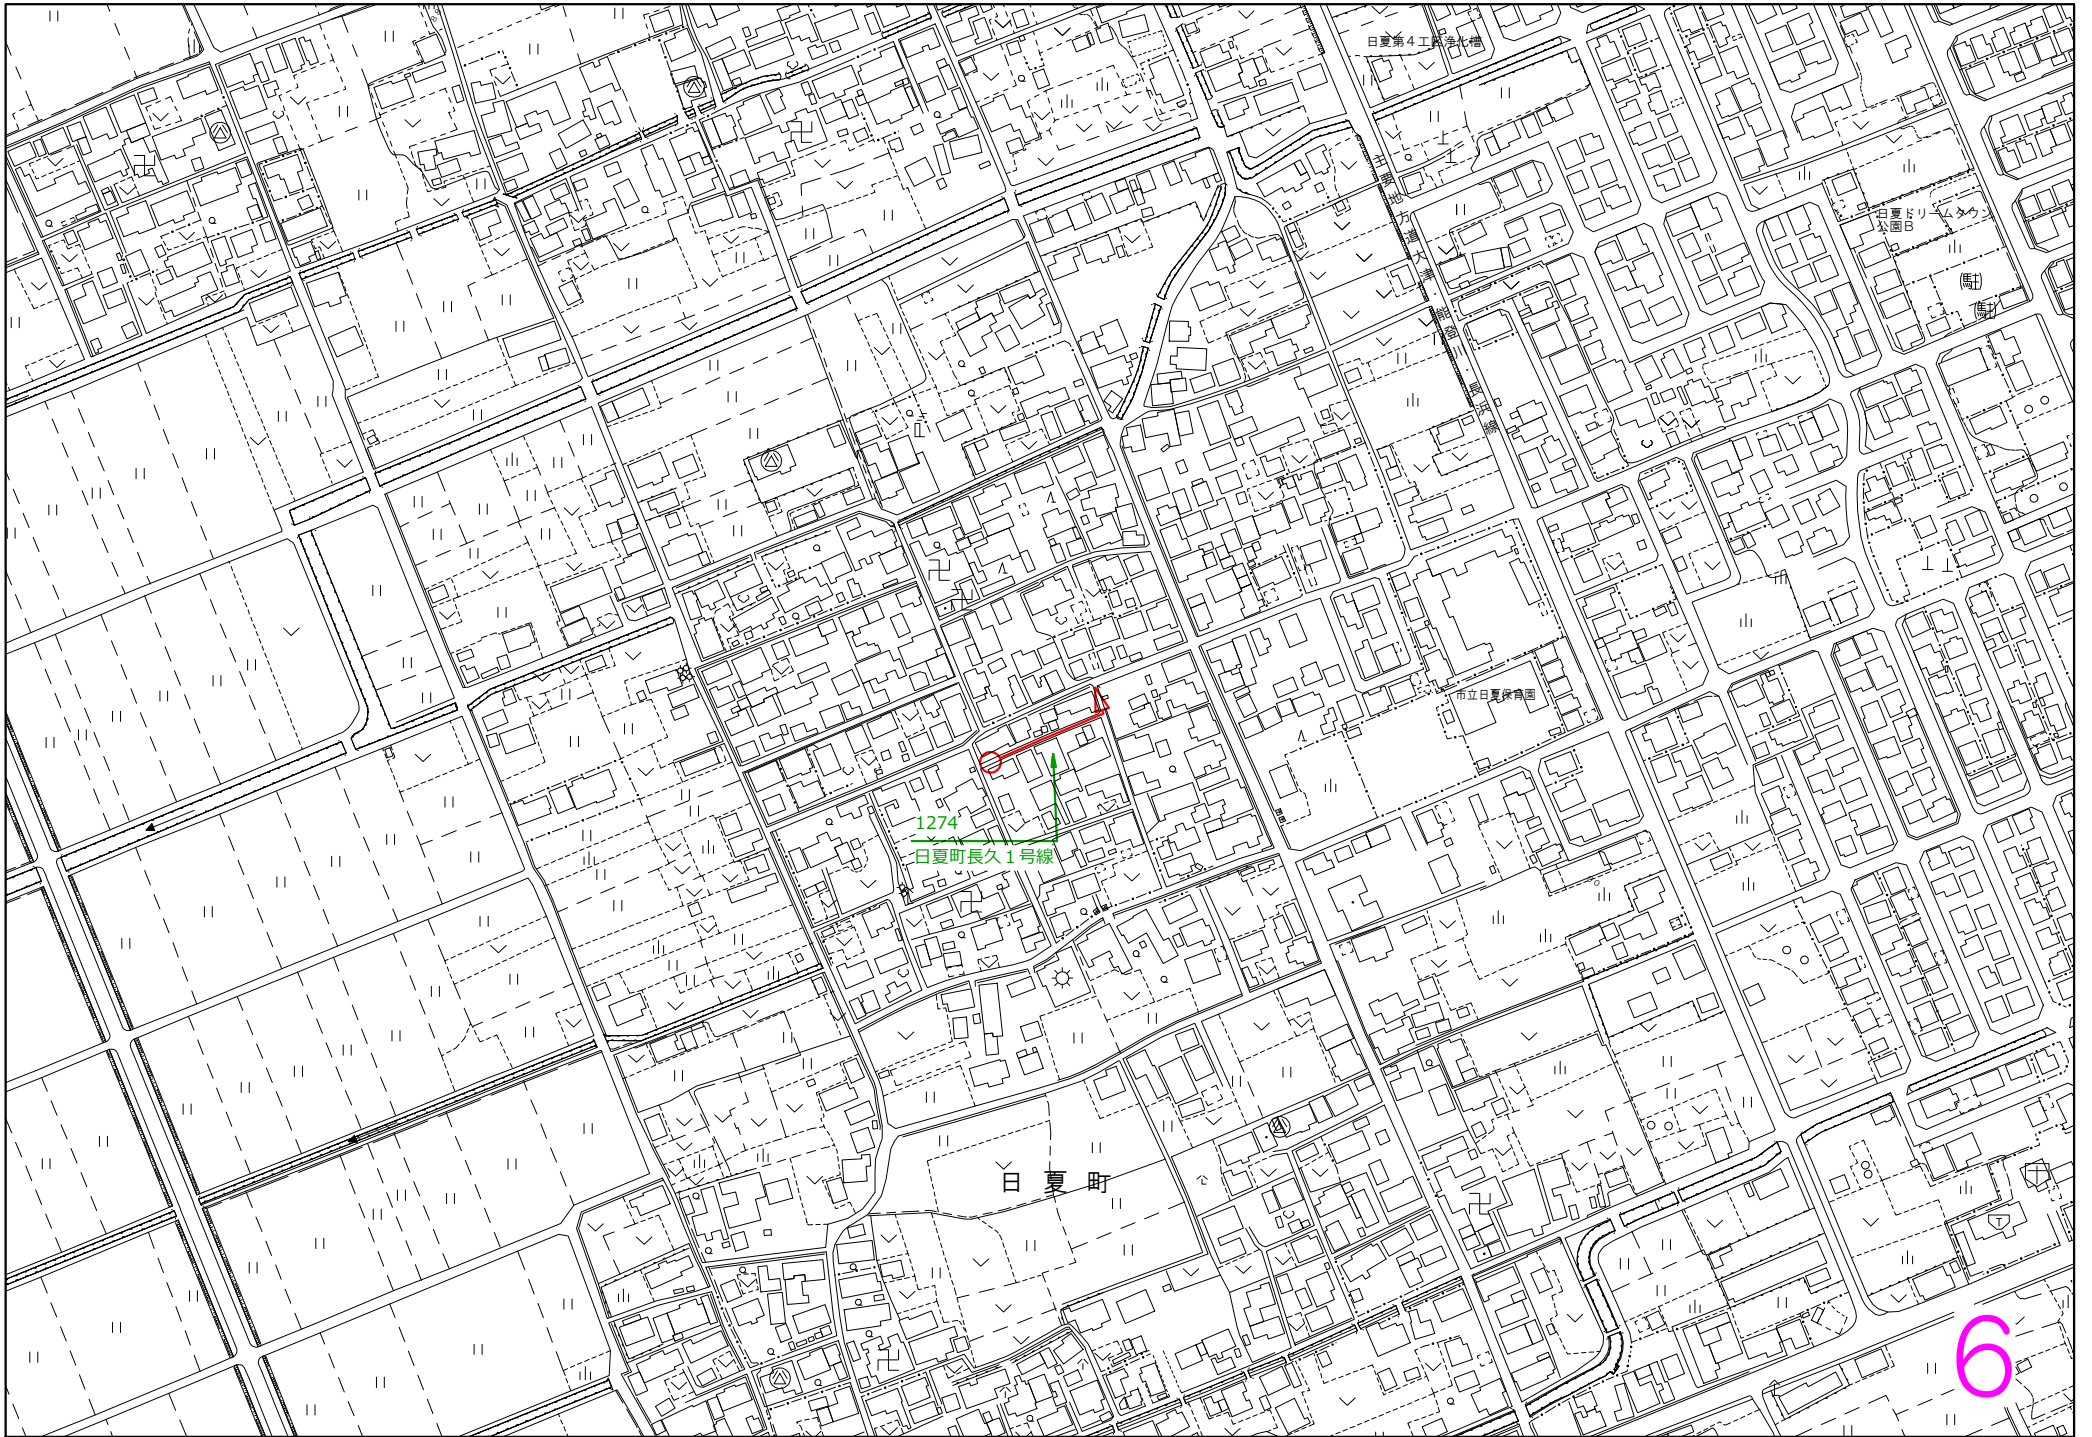 日夏第４工区浄化槽
日夏ドリームタウン
公園Ｂ
(駐)
(駐)
主要地方道大津・能登川・長浜線
市立日夏保育園
1274
日夏町長久１号線
日夏町
6